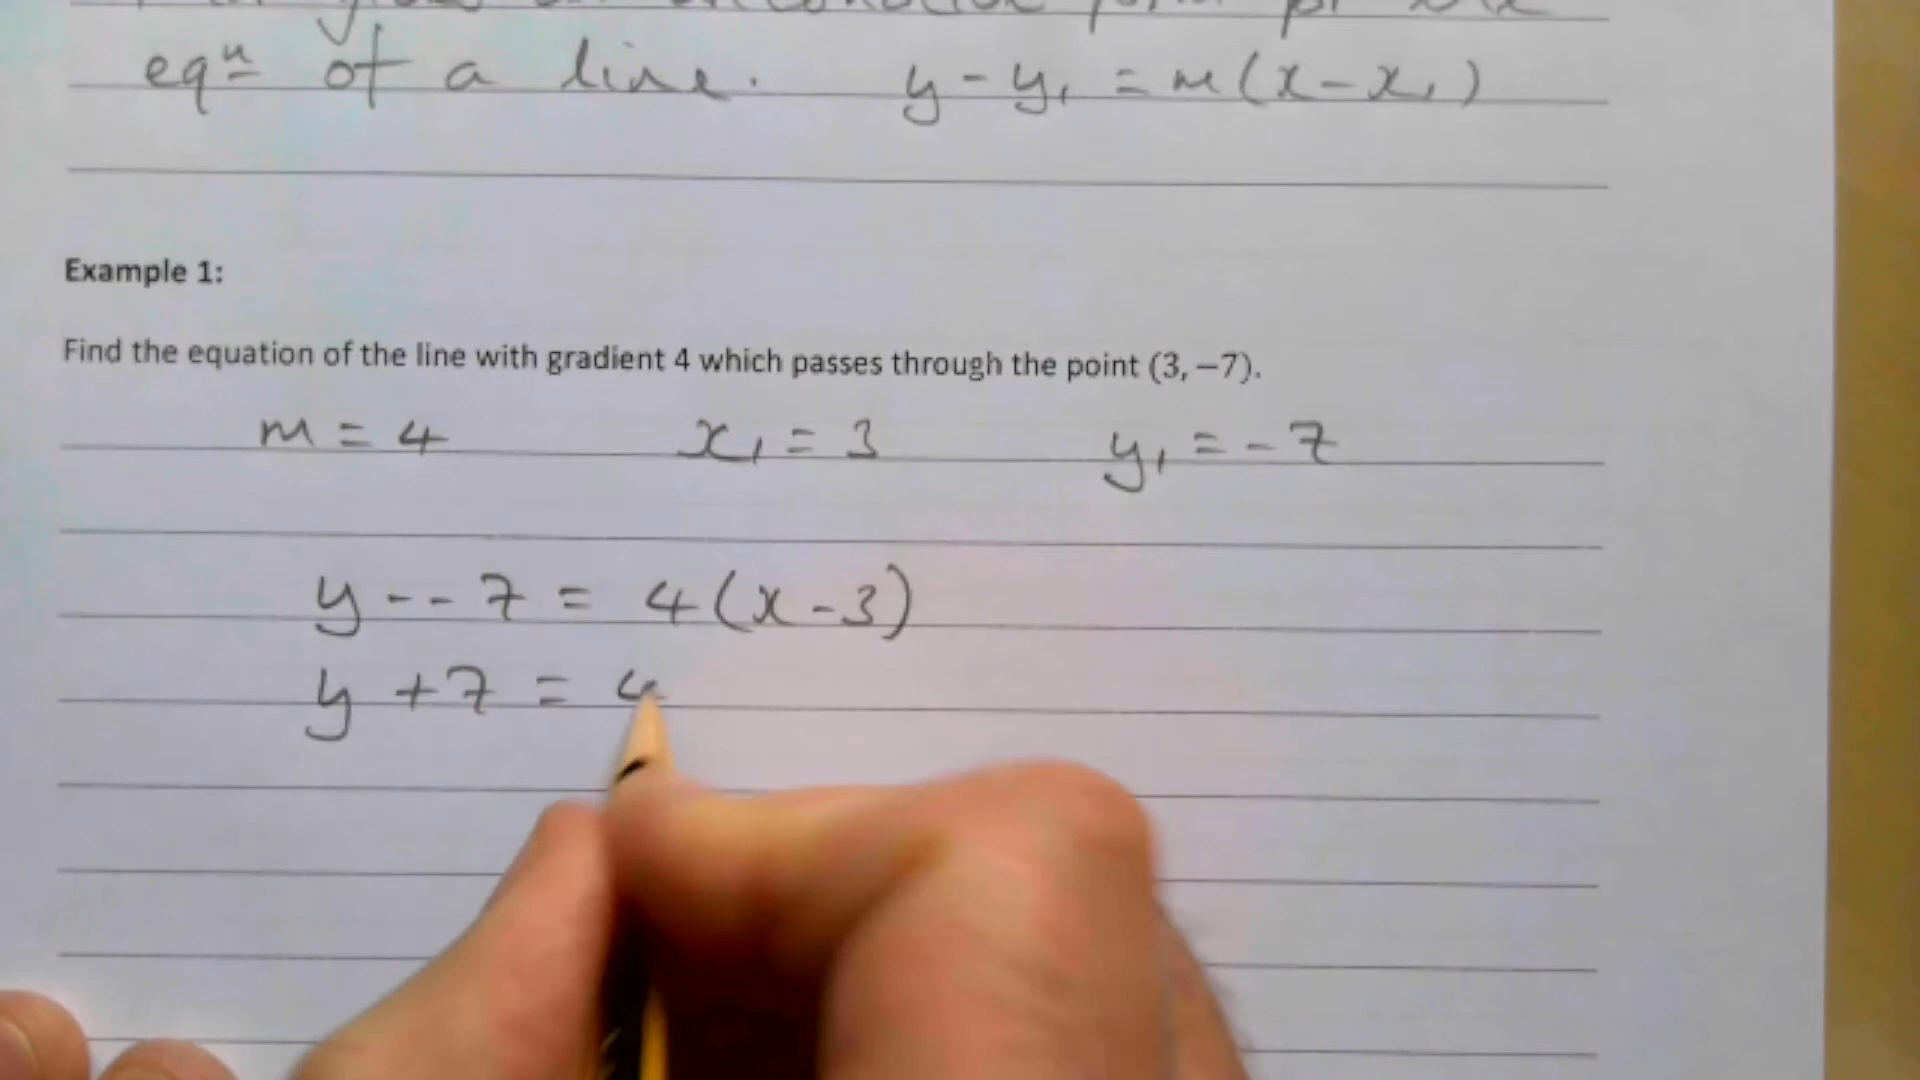 of
eqⁿ of a line. y - y₁ = m(x - x₁)
Example 1:
Find the equation of the line with gradient 4 which passes through the point (3, −7).
m = 4 x₁ = 3 y₁ = -7
y - - 7 = 4(x - 3)
y + 7 = 4